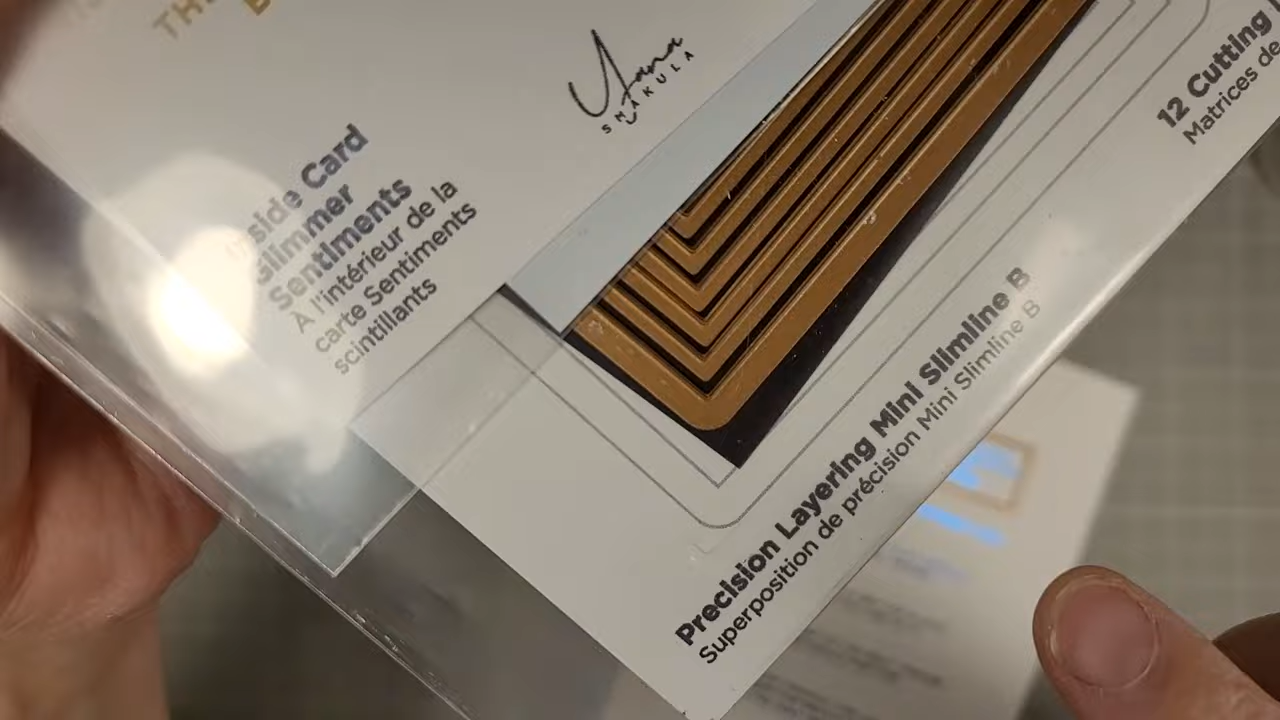 Yana
SMAKULA
Inside Card
Glimmer
Sentiments
À l'intérieur de la
carte Sentiments
scintillants
12 Cutting
Matrices de
Precision Layering Mini Slimline B
Superposition de précision Mini Slimline B